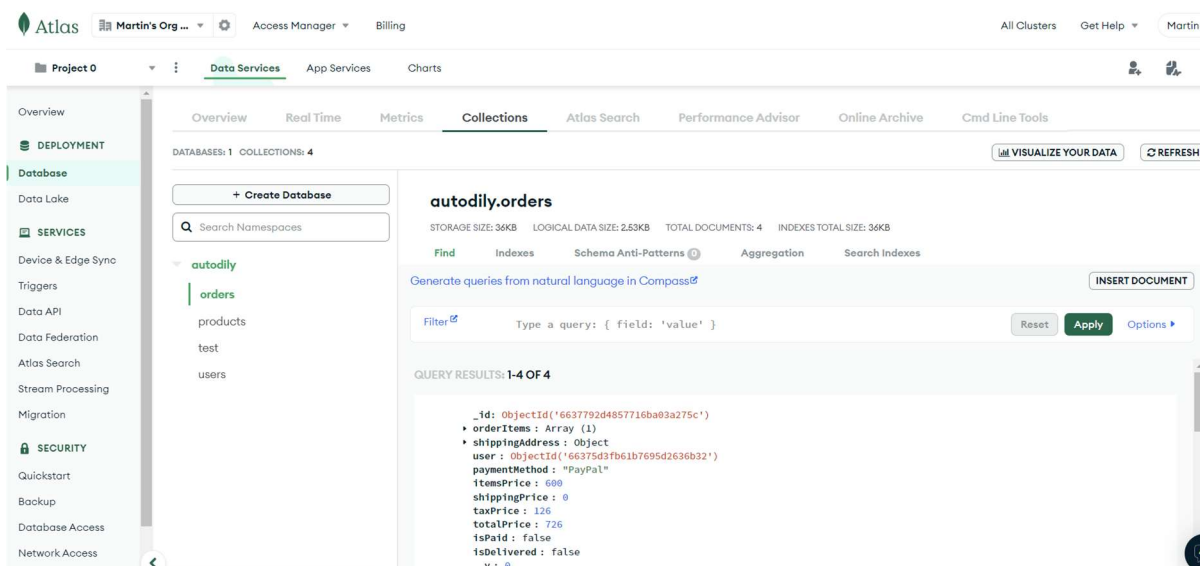 Atlas
Martin's Org ...
Access Manager
Billing
All Clusters
Get Help
Martin
Project 0
Data Services
App Services
Charts
Overview
DEPLOYMENT
Database
Data Lake
SERVICES
Device & Edge Sync
Triggers
Data API
Data Federation
Atlas Search
Stream Processing
Migration
SECURITY
Quickstart
Backup
Database Access
Network Access
Overview
Real Time
Metrics
Collections
Atlas Search
Performance Advisor
Online Archive
Cmd Line Tools
DATABASES: 1 COLLECTIONS: 4
VISUALIZE YOUR DATA
REFRESH
+ Create Database
Search Namespaces
autodily
orders
products
test
users
autodily.orders
STORAGE SIZE: 36KB LOGICAL DATA SIZE: 2.53KB TOTAL DOCUMENTS: 4 INDEXES TOTAL SIZE: 36KB
Find
Indexes
Schema Anti-Patterns 0
Aggregation
Search Indexes
Generate queries from natural language in Compass
INSERT DOCUMENT
Filter
Type a query: { field: 'value' }
Reset
Apply
Options
QUERY RESULTS: 1-4 OF 4
_id: ObjectId('6637792d4857716ba03a275c')
orderItems: Array (1)
shippingAddress: Object
user: ObjectId('66375d3fb61b7695d2636b32')
paymentMethod: "PayPal"
itemsPrice: 600
shippingPrice: 0
taxPrice: 126
totalPrice: 726
isPaid: false
isDelivered: false